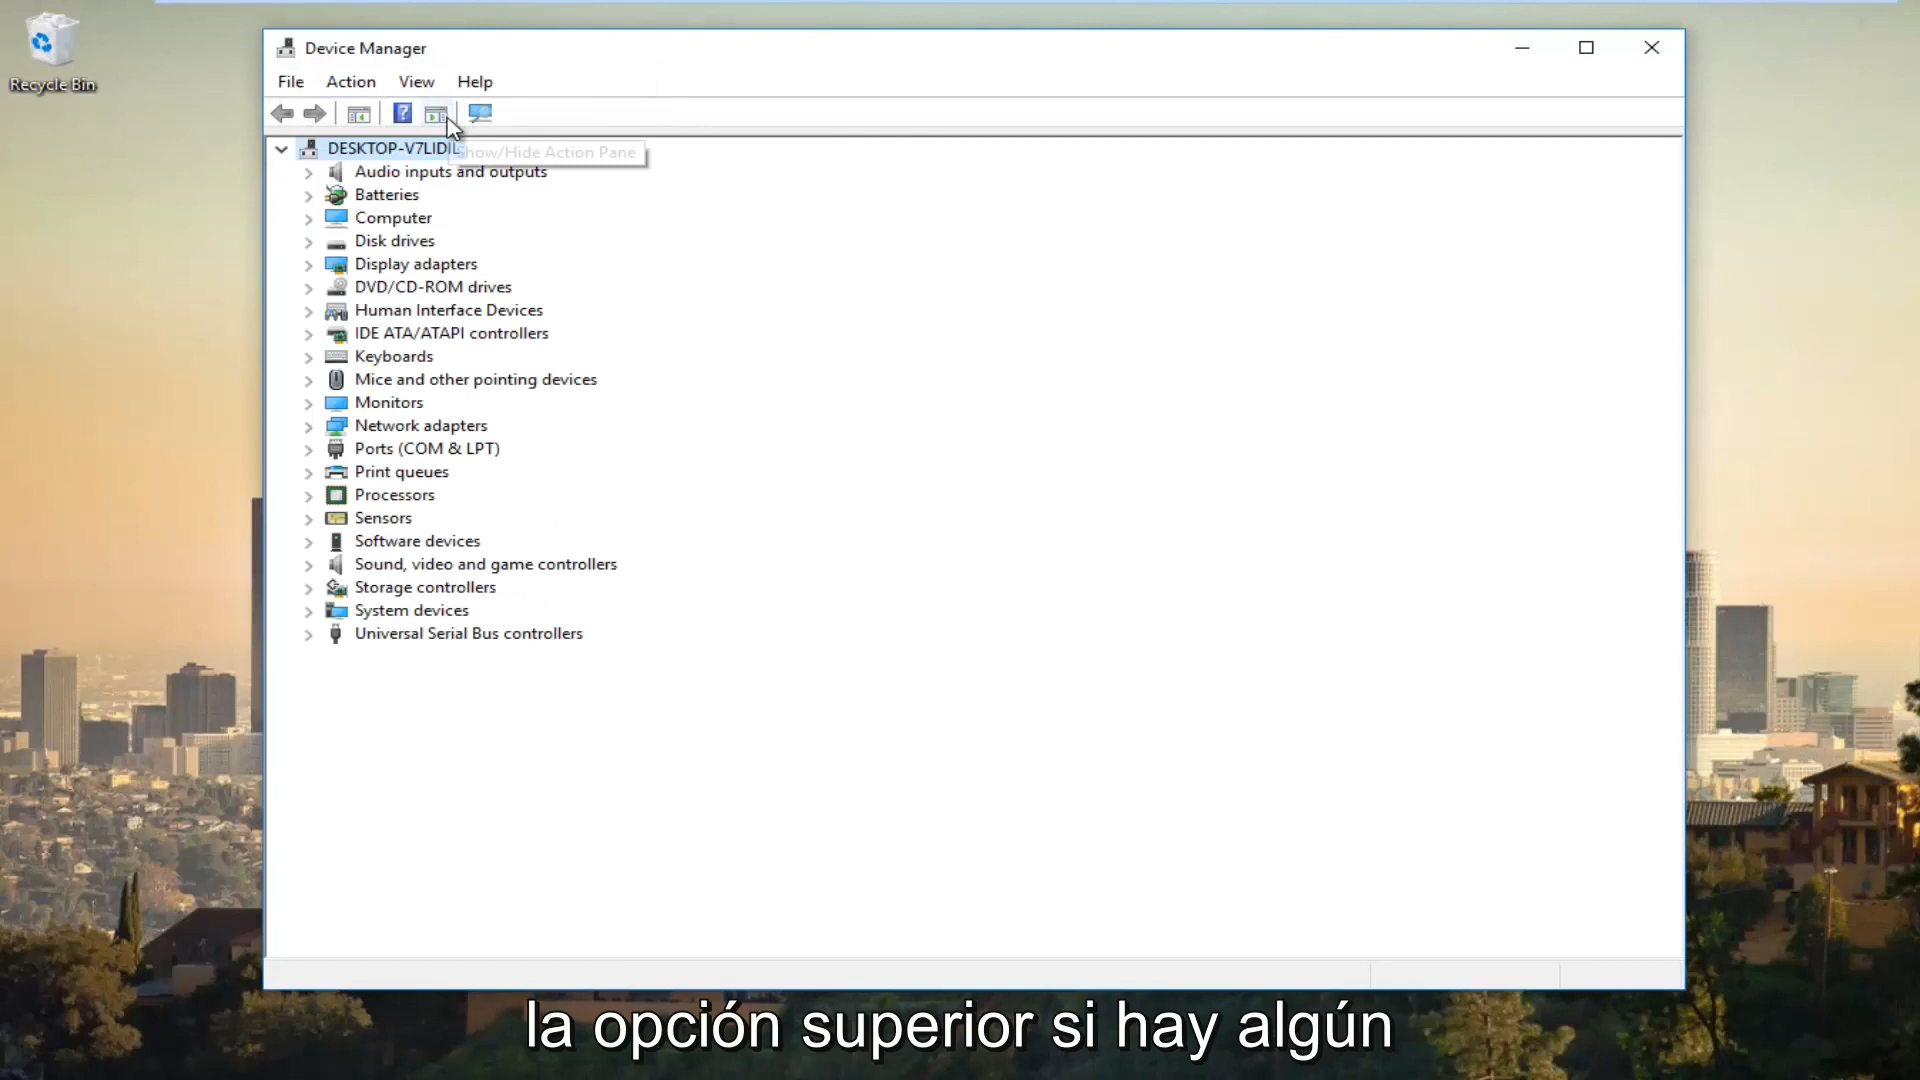 Recycle Bin
Device Manager
File Action View Help
DESKTOP-V7LIDIL
Show/Hide Action Pane
Audio inputs and outputs
Batteries
Computer
Disk drives
Display adapters
DVD/CD-ROM drives
Human Interface Devices
IDE ATA/ATAPI controllers
Keyboards
Mice and other pointing devices
Monitors
Network adapters
Ports (COM & LPT)
Print queues
Processors
Sensors
Software devices
Sound, video and game controllers
Storage controllers
System devices
Universal Serial Bus controllers
la opción superior si hay algún